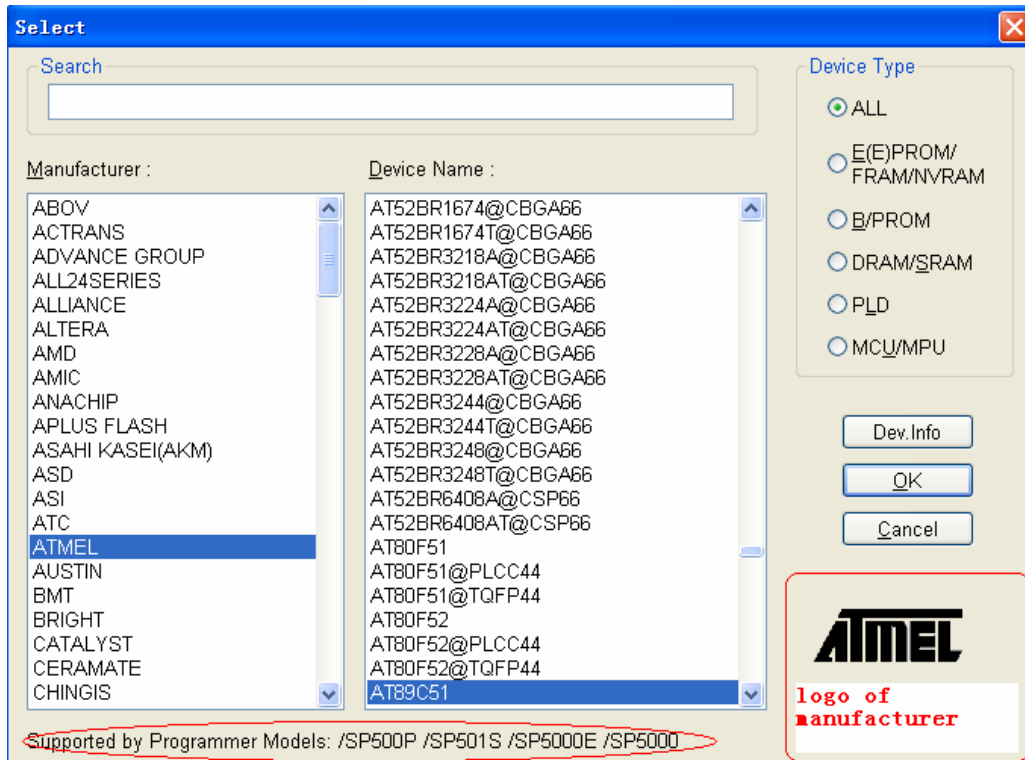 Select
Search
Manufacturer :
ABOV
ACTRANS
ADVANCE GROUP
ALL24SERIES
ALLIANCE
ALTERA
AMD
AMIC
ANACHIP
APLUS FLASH
ASAHI KASEI(AKM)
ASD
ASI
ATC
ATMEL
AUSTIN
BMT
BRIGHT
CATALYST
CERAMATE
CHINGIS
Device Name :
AT52BR1674@CBGA66
AT52BR1674T@CBGA66
AT52BR3218A@CBGA66
AT52BR3218AT@CBGA66
AT52BR3224A@CBGA66
AT52BR3224AT@CBGA66
AT52BR3228A@CBGA66
AT52BR3228AT@CBGA66
AT52BR3244@CBGA66
AT52BR3244T@CBGA66
AT52BR3248@CBGA66
AT52BR3248T@CBGA66
AT52BR6408A@CSP66
AT52BR6408AT@CSP66
AT80F51
AT80F51@PLCC44
AT80F51@TQFP44
AT80F52
AT80F52@PLCC44
AT80F52@TQFP44
AT89C51
Device Type
ALL
E(E)PROM/
FRAM/NVRAM
B/PROM
DRAM/SRAM
PLD
MCU/MPU
Dev.Info
OK
Cancel
ATMEL
logo of
manufacturer
Supported by Programmer Models: /SP500P /SP501S /SP5000E /SP5000